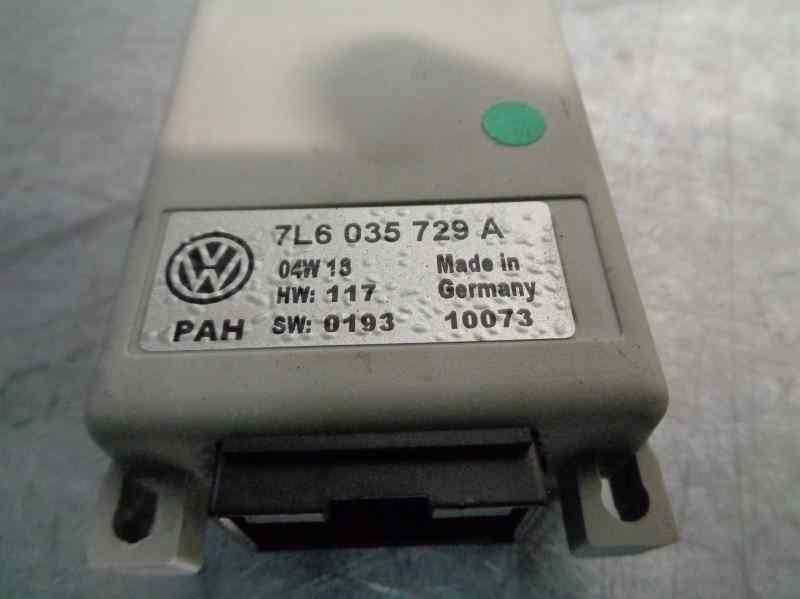 7L6 035 729 A
04W 18 Made in
HW: 117 Germany
PAH SW: 0193 10073